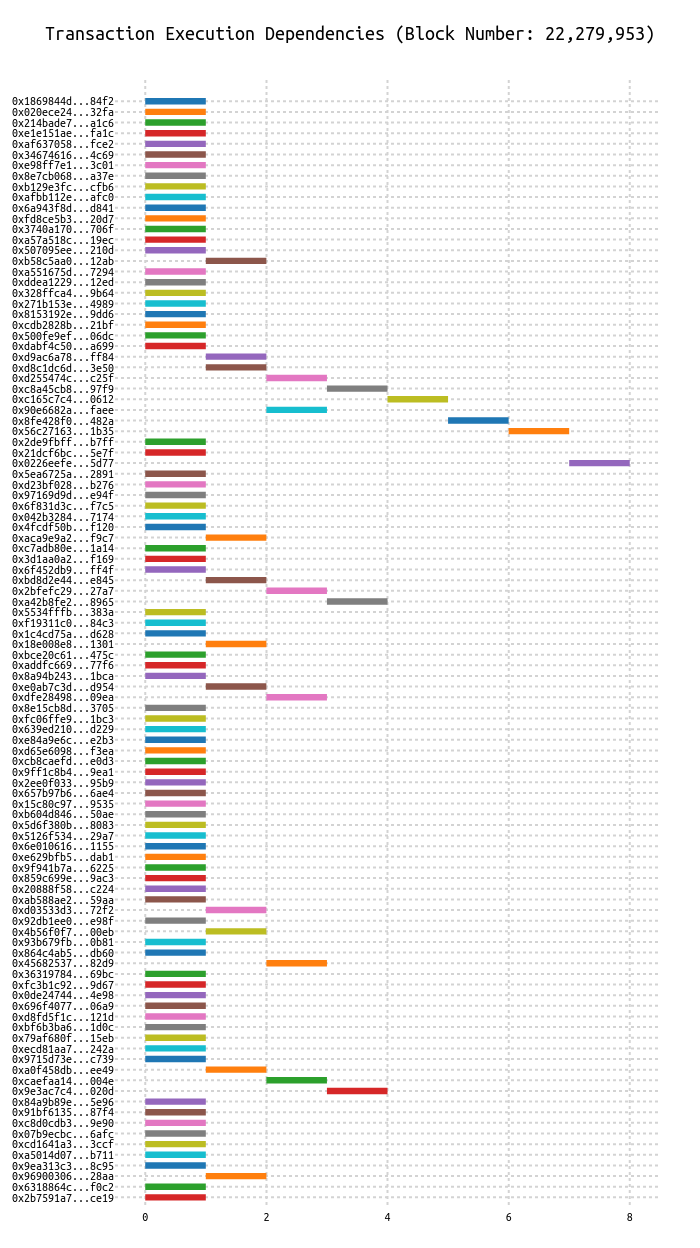 Transaction Execution Dependencies (Block Number: 22,279,953)
0x1869844d...84f2
0x020ece24...32fa
0x214bade7...a1c6
0xe1e151ae...fa1c
0xaf637058...fce2
0x34674616...4c69
0xe98ff7e1...3c01
0x8e7cb068...a37e
0xb129e3fc...cfb6
0xafbb112e...afc0
0x6a943f8d...d841
0xfd8ce5b3...20d7
0x3740a170...706f
0xa57a518c...19ec
0x507095ee...210d
0xb58c5aa0...12ab
0xa551675d...7294
0xddea1229...12ed
0x328ffca4...9b64
0x271b153e...4989
0x8153192e...9dd6
0xcdb2828b...21bf
0x500fe9ef...06dc
0xdabf4c50...a699
0xd9ac6a78...ff84
0xd8c1dc6d...3e50
0xd255474c...c25f
0xc8a45cb8...97f9
0xc165c7c4...0612
0x90e6682a...faee
0x8fe428f0...482a
0x56c27163...1b35
0x2de9fbff...b7ff
0x21dcf6bc...5e7f
0x0226eefe...5d77
0x5ea6725a...2891
0xd23bf028...b276
0x97169d9d...e94f
0x6f831d3c...f7c5
0x042b3284...7174
0x4fcdf50b...f120
0xaca9e9a2...f9c7
0xc7adb80e...1a14
0x3d1aa0a2...f169
0x6f452db9...ff4f
0xbd8d2e44...e845
0x2bfefc29...27a7
0xa42b8fe2...8965
0x5534fffb...383a
0xf19311c0...84c3
0x1c4cd75a...d628
0x18e008e8...1301
0xbce20c61...475c
0xaddfc669...77f6
0x8a94b243...1bca
0xe0ab7c3d...d954
0xdfe28498...09ea
0x8e15cb8d...3705
0xfc06ffe9...1bc3
0x639ed210...d229
0xe84a9e6c...e2b3
0xd65e6098...f3ea
0xcb8caefd...e0d3
0x9ff1c8b4...9ea1
0x2ee0f033...95b9
0x657b97b6...6ae4
0x15c80c97...9535
0xb604d846...50ae
0x5d6f380b...8083
0x5126f534...29a7
0x6e010616...1155
0xe629bfb5...dab1
0x9f941b7a...6225
0x859c699e...9ac3
0x20888f58...c224
0xab588ae2...59aa
0xd03533d3...72f2
0x92db1ee0...e98f
0x4b56f0f7...00eb
0x93b679fb...0b81
0x864c4ab5...db60
0x45682537...82d9
0x36319784...69bc
0xfc3b1c92...9d67
0x0de24744...4e98
0x696f4077...06a9
0xd8fd5f1c...121d
0xbf6b3ba6...1d0c
0x79af680f...15eb
0xecd81aa7...242a
0x9715d73e...c739
0xa0f458db...ee49
0xcaefaa14...004e
0x9e3ac7c4...020d
0x84a9b89e...5e96
0x91bf6135...87f4
0xc8d0cdb3...9e90
0x07b9ecbc...6afc
0xcd1641a3...3ccf
0xa5014d07...b711
0x9ea313c3...8c95
0x96900306...28aa
0x6318864c...f0c2
0x2b7591a7...ce19
0 2 4 6 8